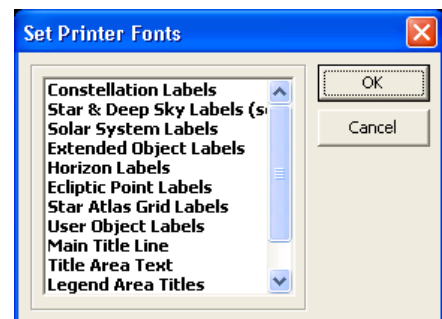 Set Printer Fonts
Constellation Labels
Star & Deep Sky Labels (s
Solar System Labels
Extended Object Labels
Horizon Labels
Ecliptic Point Labels
Star Atlas Grid Labels
User Object Labels
Main Title Line
Title Area Text
Legend Area Titles
OK
Cancel